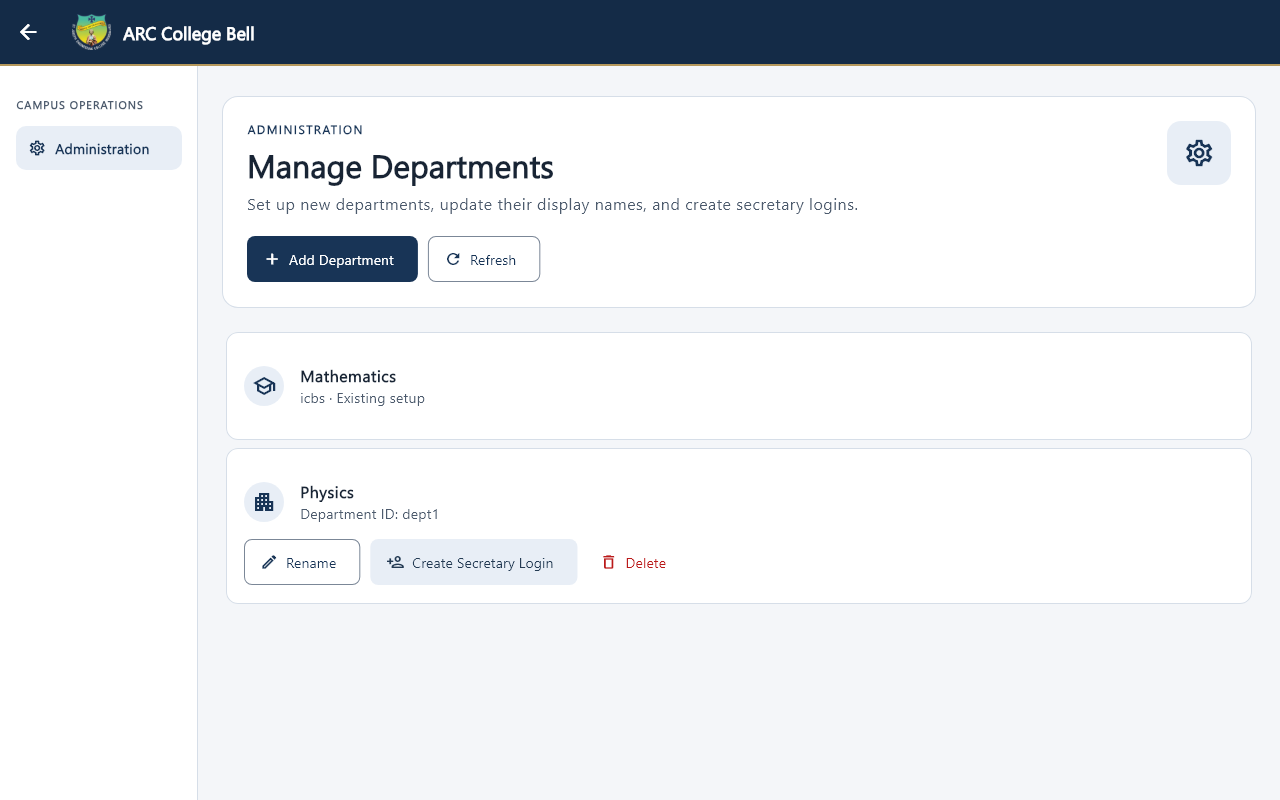 ARC College Bell
CAMPUS OPERATIONS
Administration
ADMINISTRATION
Manage Departments
Set up new departments, update their display names, and create secretary logins.
Add Department
Refresh
Mathematics
icbs · Existing setup
Physics
Department ID: dept1
Rename
Create Secretary Login
Delete